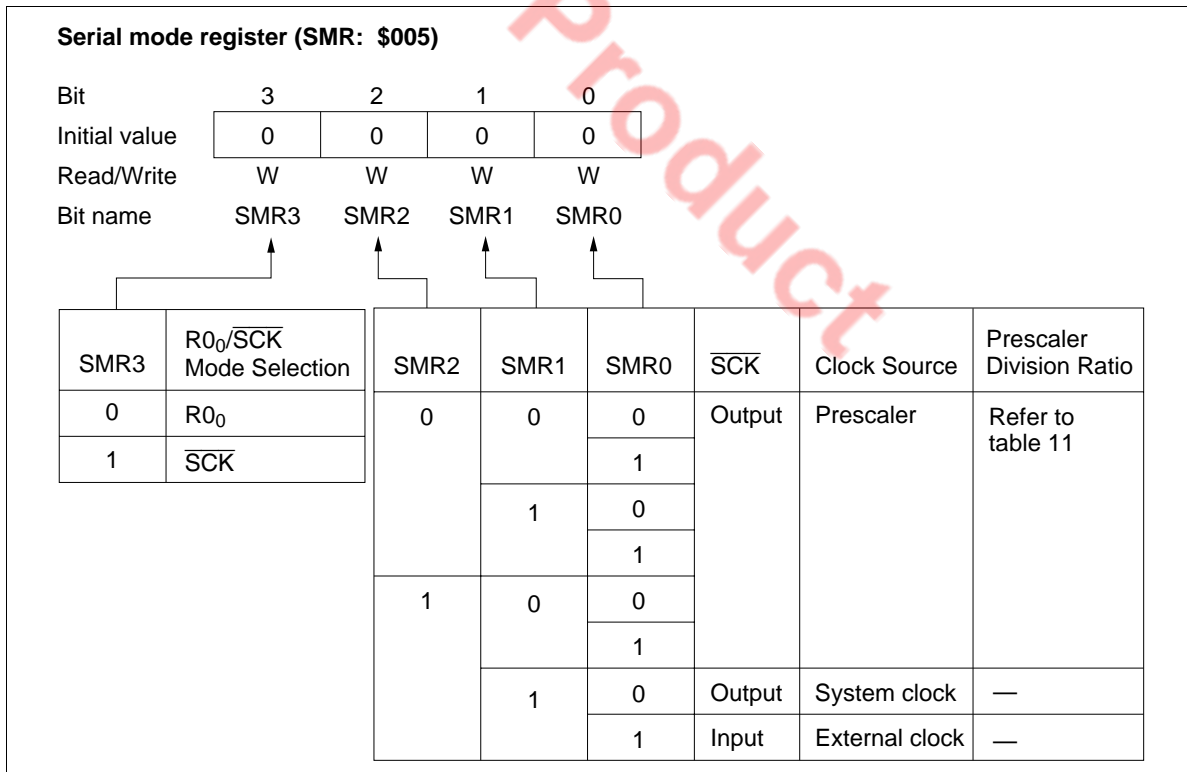 Product
Serial mode register (SMR: $005)
Bit 3 2 1 0
Initial value 0 0 0 0
Read/Write W W W W
Bit name SMR3 SMR2 SMR1 SMR0
SMR3 R0₀/S̅C̅K̅ Mode Selection
0 R0₀
1 S̅C̅K̅
SMR2 SMR1 SMR0 S̅C̅K̅ Clock Source Prescaler Division Ratio
0 0 0 Output Prescaler Refer to table 11
1
1 0
1
1 0 0
1
1 0 Output System clock —
1 Input External clock —